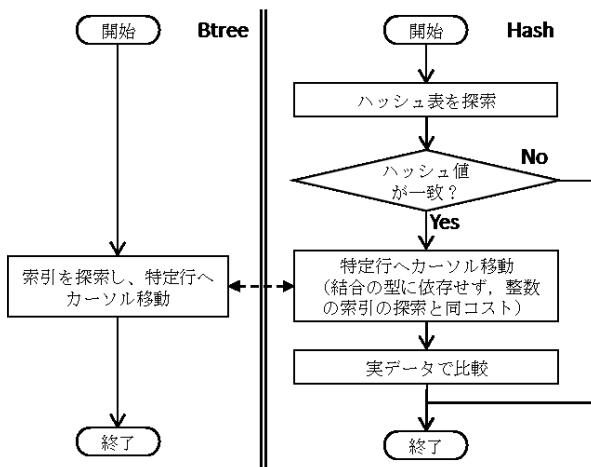 開始
Btree
索引を探索し、特定行へ
カーソル移動
終了
開始
Hash
ハッシュ表を探索
ハッシュ値
が一致？
No
Yes
特定行へカーソル移動
（結合の型に依存せず，整数
の索引の探索と同コスト）
実データで比較
終了